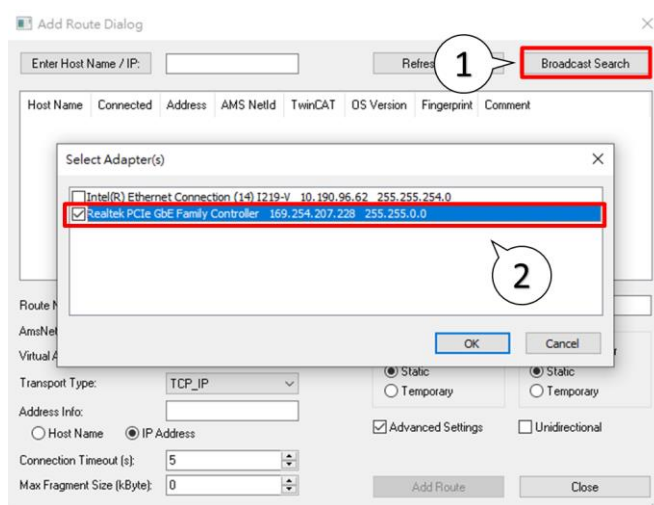 Add Route Dialog
Enter Host Name / IP:
Broadcast Search
1
Host Name Connected Address AMS NetId TwinCAT OS Version Fingerprint Comment
Select Adapter(s)
Intel(R) Ethernet Connection (14) I219-V 10.190.96.62 255.255.254.0
Realtek PCIe GbE Family Controller 169.254.207.228 255.255.0.0
2
OK Cancel
Static Static
Transport Type: TCP_IP Temporary Temporary
Address Info:
Host Name IP Address Advanced Settings Unidirectional
Connection Timeout (s): 5
Max Fragment Size (kByte): 0 Add Route Close